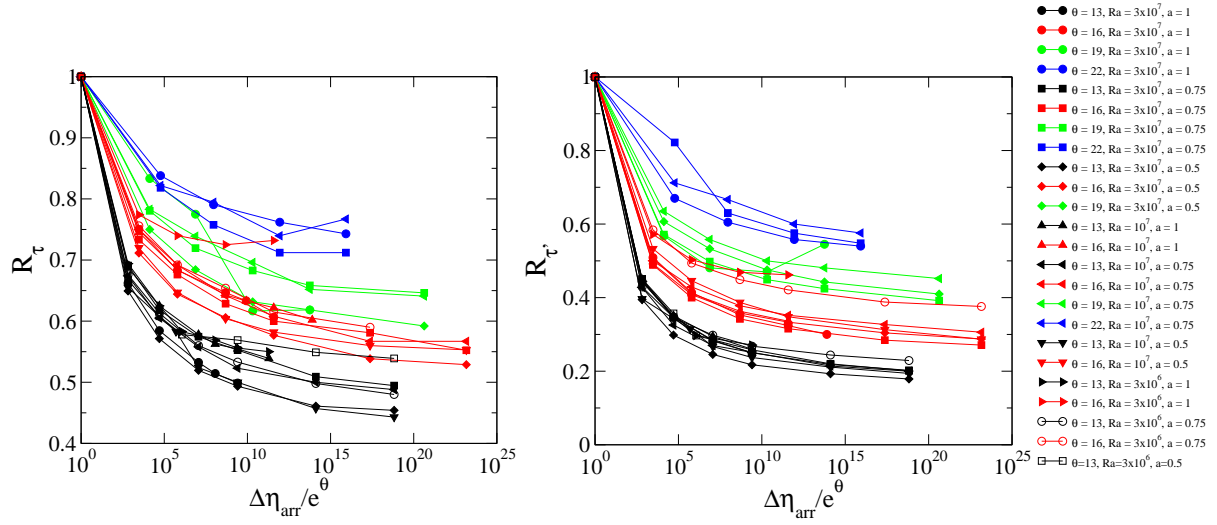 1
0.9
0.8
0.7
0.6
0.5
0.4
R_τ
10^0
10^5
10^10
10^15
10^20
10^25
Δη_arr/e^θ
1
0.8
0.6
0.4
0.2
0
R_τ'
10^0
10^5
10^10
10^15
10^20
10^25
Δη_arr/e^θ
θ = 13, Ra = 3x10^7, a = 1
θ = 16, Ra = 3x10^7, a = 1
θ = 19, Ra = 3x10^7, a = 1
θ = 22, Ra = 3x10^7, a = 1
θ = 13, Ra = 3x10^7, a = 0.75
θ = 16, Ra = 3x10^7, a = 0.75
θ = 19, Ra = 3x10^7, a = 0.75
θ = 22, Ra = 3x10^7, a = 0.75
θ = 13, Ra = 3x10^7, a = 0.5
θ = 16, Ra = 3x10^7, a = 0.5
θ = 19, Ra = 3x10^7, a = 0.5
θ = 13, Ra = 10^7, a = 1
θ = 16, Ra = 10^7, a = 1
θ = 13, Ra = 10^7, a = 0.75
θ = 16, Ra = 10^7, a = 0.75
θ = 19, Ra = 10^7, a = 0.75
θ = 22, Ra = 10^7, a = 0.75
θ = 13, Ra = 10^7, a = 0.5
θ = 16, Ra = 10^7, a = 0.5
θ = 13, Ra = 3x10^6, a = 1
θ = 16, Ra = 3x10^6, a = 1
θ = 13, Ra = 3x10^6, a = 0.75
θ = 16, Ra = 3x10^6, a = 0.75
θ=13, Ra=3x10^6, a=0.5